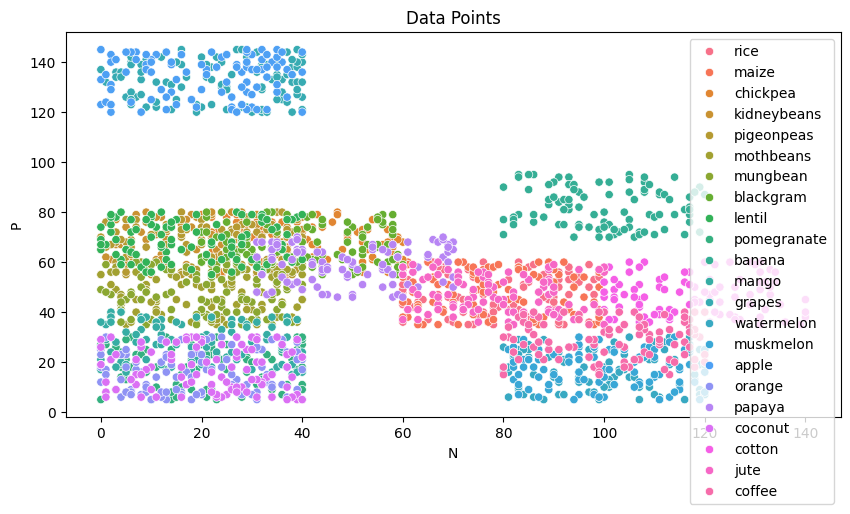 Data Points
P
140
120
100
80
60
40
20
0
0 20 40 60 80 100 120 140
N
rice
maize
chickpea
kidneybeans
pigeonpeas
mothbeans
mungbean
blackgram
lentil
pomegranate
banana
mango
grapes
watermelon
muskmelon
apple
orange
papaya
coconut
cotton
jute
coffee